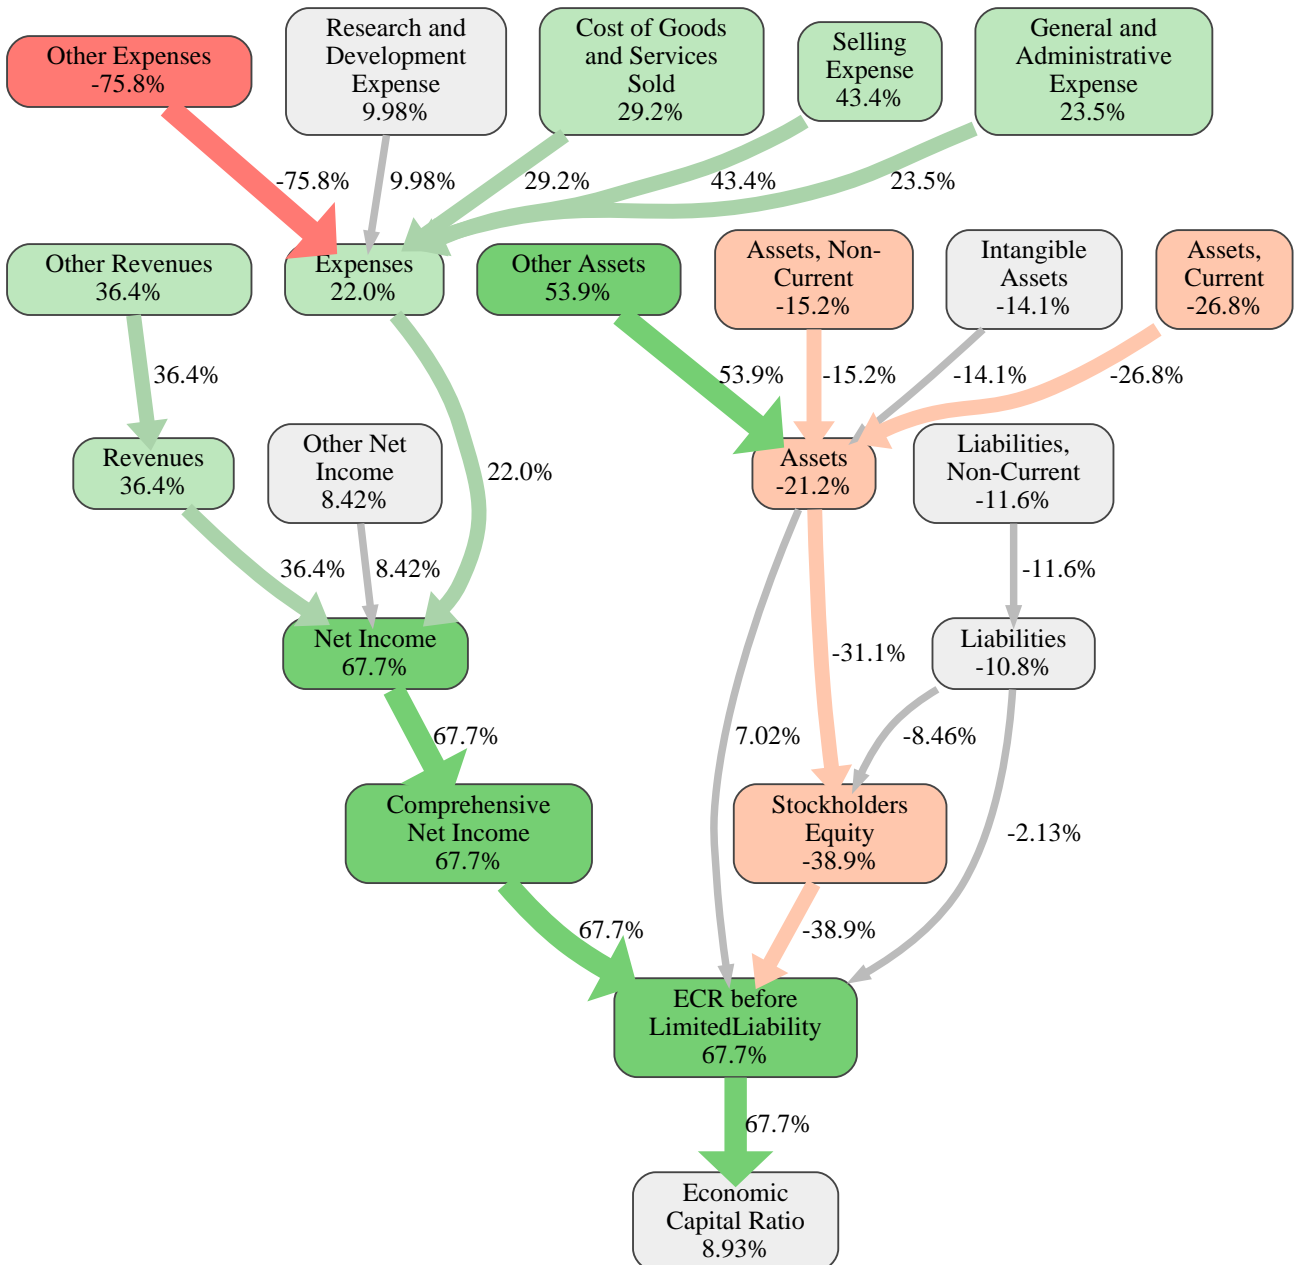 Other Expenses
-75.8%
Research and
Development
Expense
9.98%
Cost of Goods
and Services
Sold
29.2%
Selling
Expense
43.4%
General and
Administrative
Expense
23.5%
-75.8%
9.98%
29.2%
43.4%
23.5%
Other Revenues
36.4%
Expenses
22.0%
Other Assets
53.9%
Assets, Non-
Current
-15.2%
Intangible
Assets
-14.1%
Assets,
Current
-26.8%
36.4%
53.9%
-15.2%
-14.1%
-26.8%
Revenues
36.4%
Other Net
Income
8.42%
22.0%
Assets
-21.2%
Liabilities,
Non-Current
-11.6%
36.4%
8.42%
-11.6%
Net Income
67.7%
-31.1%
Liabilities
-10.8%
67.7%
7.02%
-8.46%
Comprehensive
Net Income
67.7%
Stockholders
Equity
-38.9%
-2.13%
67.7%
-38.9%
ECR before
LimitedLiability
67.7%
67.7%
Economic
Capital Ratio
8.93%